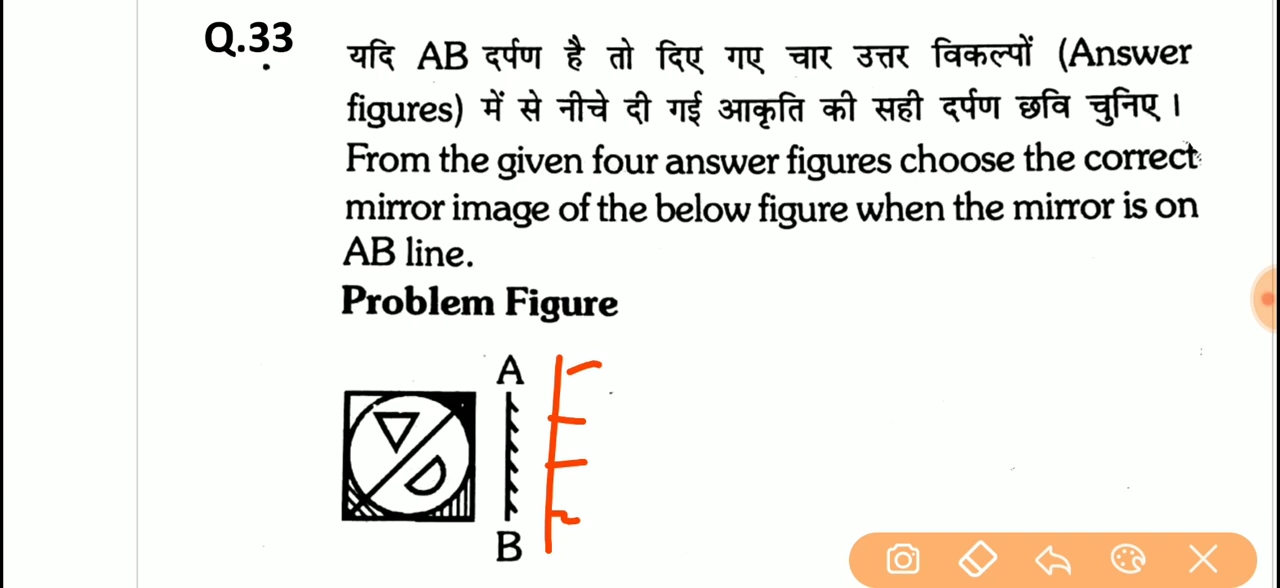 Q.33
यदि AB दर्पण है तो दिए गए चार उत्तर विकल्पों (Answer
figures) में से नीचे दी गई आकृति की सही दर्पण छवि चुनिए ।
From the given four answer figures choose the correct
mirror image of the below figure when the mirror is on
AB line.
Problem Figure
A
B